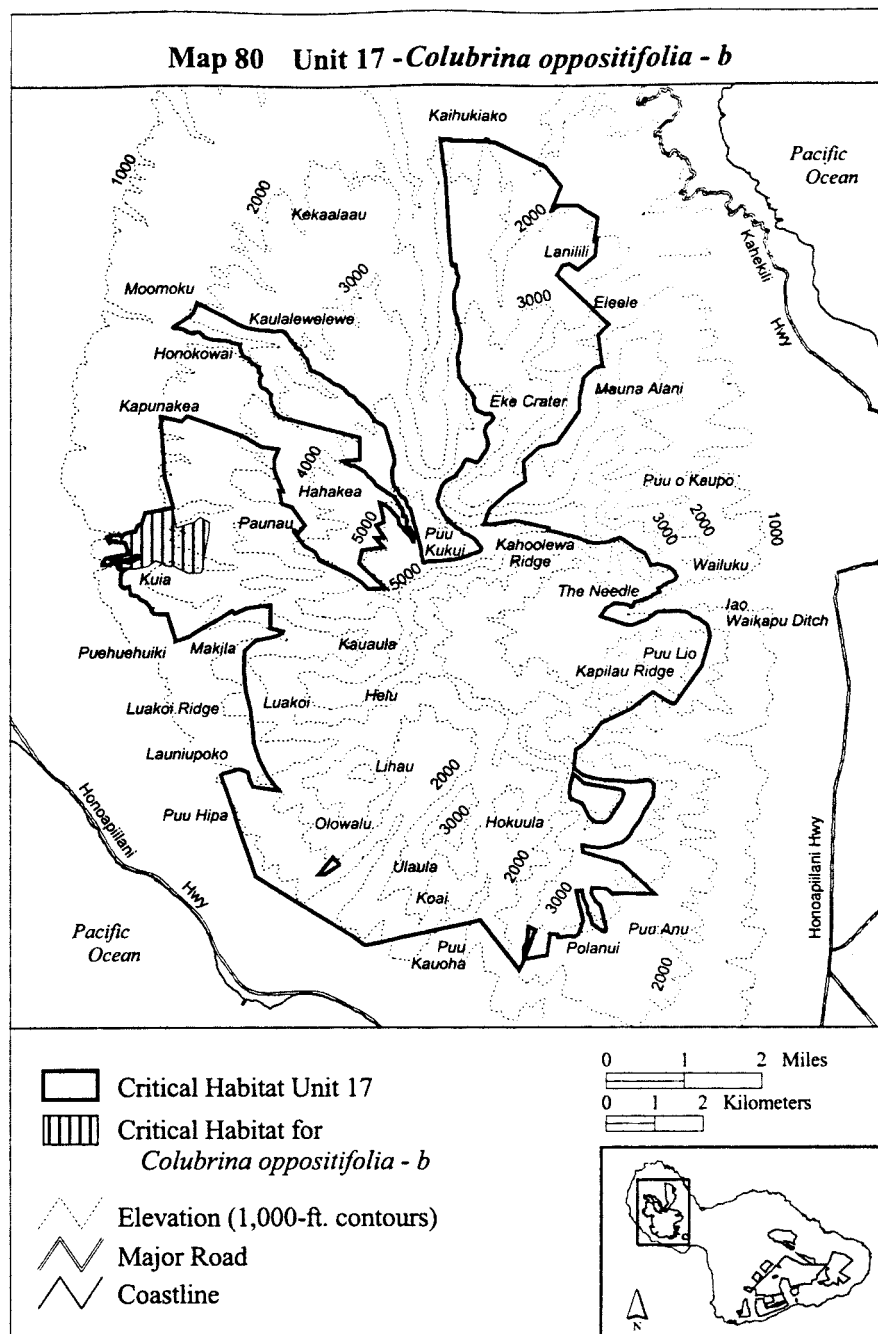 Map 80 Unit 17 - Colubrina oppositifolia - b
Kaihukiako
Pacific
Ocean
1000
2000
Kekaalaau
2000
Lanilili
Kahekili
Hwy
3000
3000
Moomoku
Eleele
Kaulalewelewe
Honokowai
Kapunakea
Eke Crater
Mauna Alani
4000
Hahakea
Puu o Kaupo
3000
2000
1000
Paunau
5000
Puu
Kukui
Kahoolewa
Ridge
Wailuku
5000
Kuia
The Needle
Iao
Waikapu Ditch
Puehuehuiki
Makila
Kauaula
Puu Lio
Kapilau Ridge
Luakoi Ridge
Luakoi
Helu
Launiupoko
Lihau
2000
Puu Hipa
Honoapiilani
Hwy
Olowalu
3000
Hokuula
Ulaula
2000
Koai
3000
Honoapiilani Hwy
Pacific
Ocean
Puu
Kauoha
Polanui
Puu Anu
2000
Critical Habitat Unit 17
Critical Habitat for
Colubrina oppositifolia - b
Elevation (1,000-ft. contours)
Major Road
Coastline
0 1 2 Miles
0 1 2 Kilometers
N